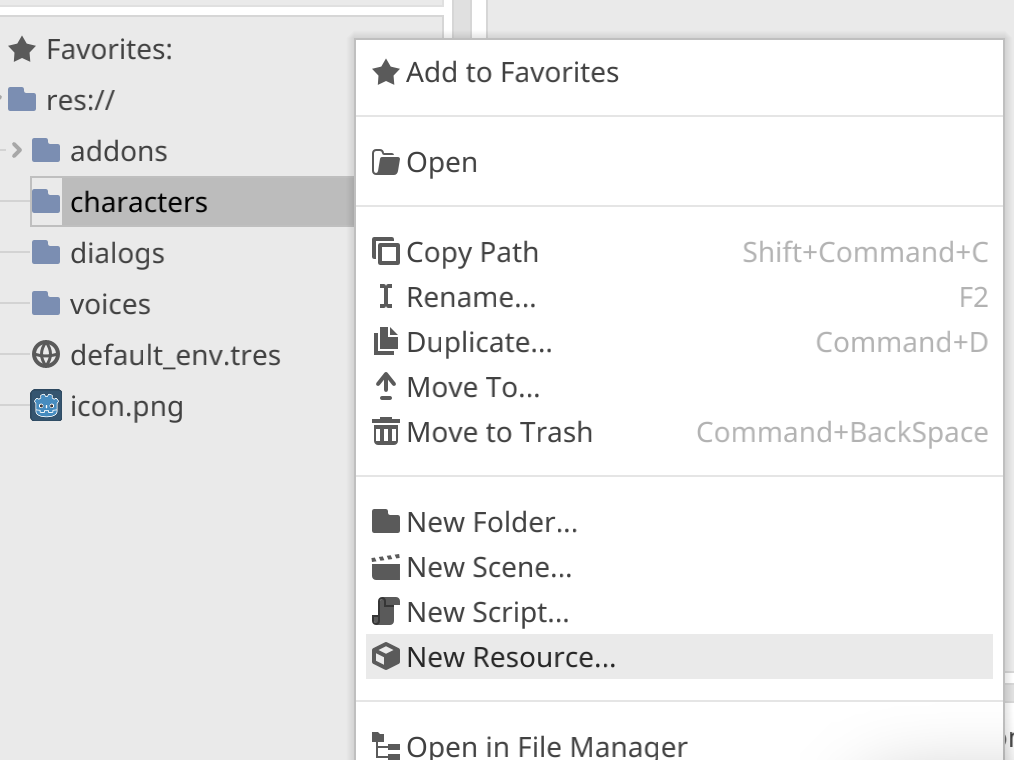 Favorites:
res://
addons
characters
dialogs
voices
default_env.tres
icon.png
Add to Favorites
Open
Copy Path Shift+Command+C
Rename... F2
Duplicate... Command+D
Move To...
Move to Trash Command+BackSpace
New Folder...
New Scene...
New Script...
New Resource...
Open in File Manager